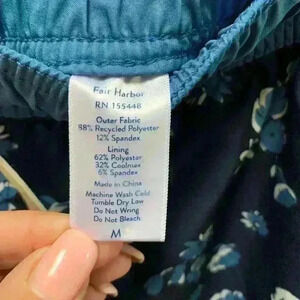 Fair Harbor
RN 155448
Outer Fabric
88% Recycled Polyester
12% Spandex
Lining
62% Polyester
32% Coolmax
6% Spandex
Made in China
Machine Wash Cold
Tumble Dry Low
Do Not Wring
Do Not Bleach
M